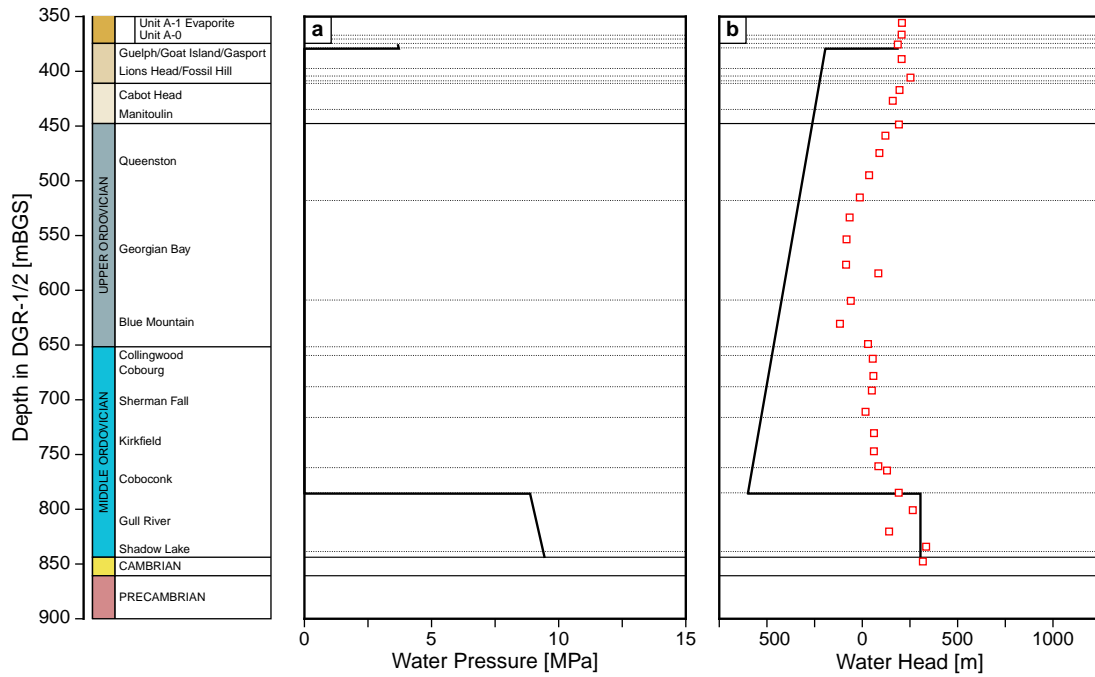 Depth in DGR-1/2 [mBGS]
350
400
450
500
550
600
650
700
750
800
850
900
Unit A-1 Evaporite
Unit A-0
Guelph/Goat Island/Gasport
Lions Head/Fossil Hill
Cabot Head
Manitoulin
UPPER ORDOVICIAN
Queenston
Georgian Bay
Blue Mountain
MIDDLE ORDOVICIAN
Collingwood
Cobourg
Sherman Fall
Kirkfield
Coboconk
Gull River
Shadow Lake
CAMBRIAN
PRECAMBRIAN
a
0 5 10 15
Water Pressure [MPa]
b
500 0 500 1000
Water Head [m]